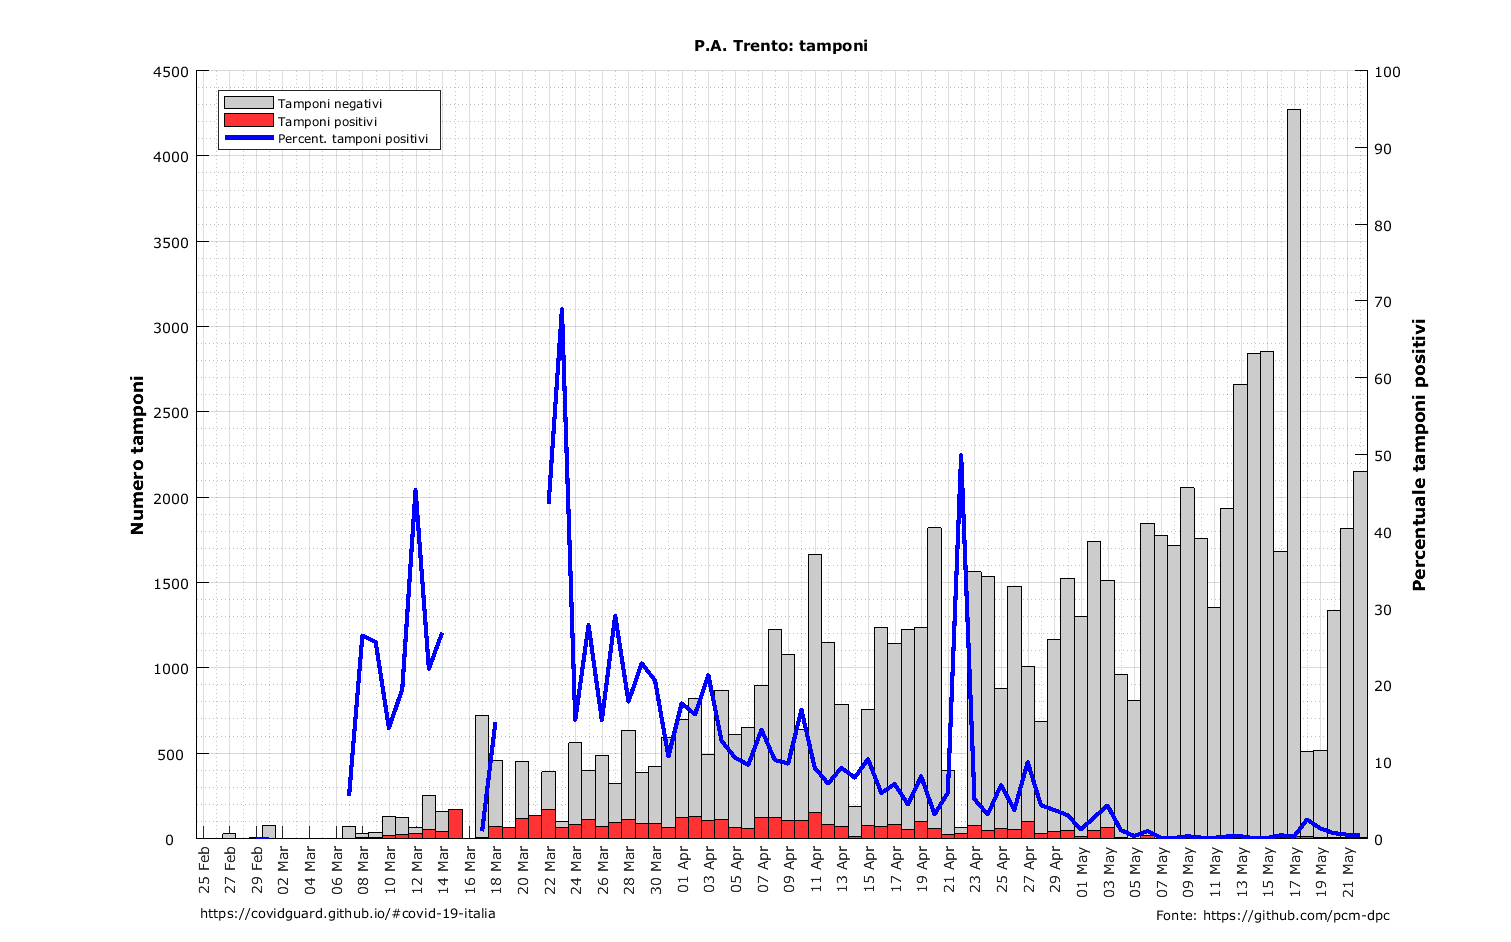 P.A. Trento: tamponi
4500
4000
3500
3000
2500
2000
1500
1000
500
0
Numero tamponi
Tamponi negativi
Tamponi positivi
Percent. tamponi positivi
100
90
80
70
60
50
40
30
20
10
0
Percentuale tamponi positivi
25 Feb
27 Feb
29 Feb
02 Mar
04 Mar
06 Mar
08 Mar
10 Mar
12 Mar
14 Mar
16 Mar
18 Mar
20 Mar
22 Mar
24 Mar
26 Mar
28 Mar
30 Mar
01 Apr
03 Apr
05 Apr
07 Apr
09 Apr
11 Apr
13 Apr
15 Apr
17 Apr
19 Apr
21 Apr
23 Apr
25 Apr
27 Apr
29 Apr
01 May
03 May
05 May
07 May
09 May
11 May
13 May
15 May
17 May
19 May
21 May
https://covidguard.github.io/#covid-19-italia
Fonte: https://github.com/pcm-dpc